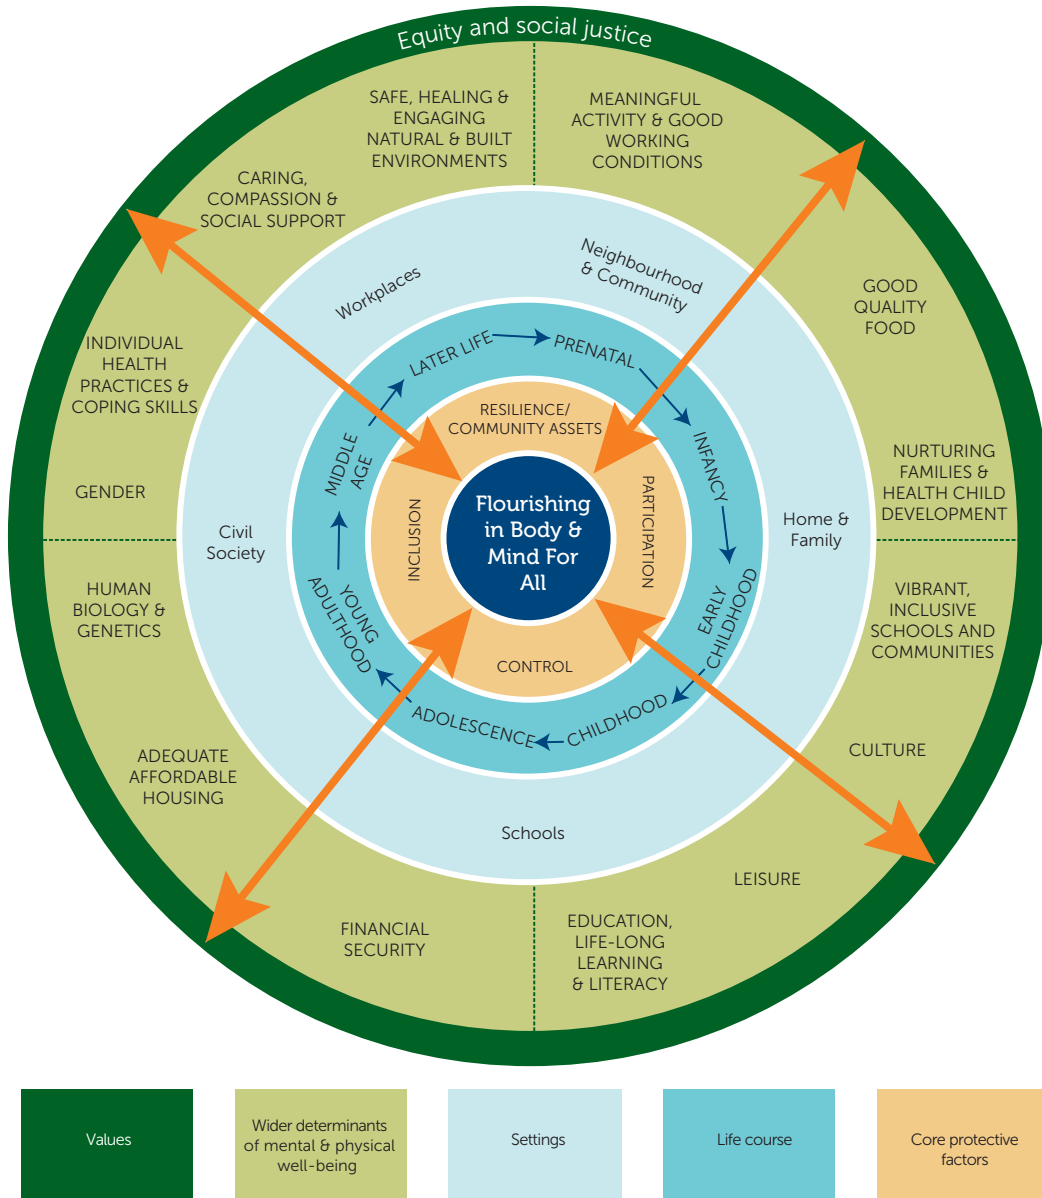 Equity and social justice
SAFE, HEALING &
ENGAGING
NATURAL & BUILT
ENVIRONMENTS
MEANINGFUL
ACTIVITY & GOOD
WORKING
CONDITIONS
CARING,
COMPASSION &
SOCIAL SUPPORT
GOOD
QUALITY
FOOD
INDIVIDUAL
HEALTH
PRACTICES &
COPING SKILLS
NURTURING
FAMILIES &
HEALTH CHILD
DEVELOPMENT
GENDER
HUMAN
BIOLOGY &
GENETICS
VIBRANT,
INCLUSIVE
SCHOOLS AND
COMMUNITIES
ADEQUATE
AFFORDABLE
HOUSING
CULTURE
LEISURE
FINANCIAL
SECURITY
EDUCATION,
LIFE-LONG
LEARNING
& LITERACY
Workplaces
Neighbourhood
& Community
Civil
Society
Home &
Family
Schools
LATER LIFE
PRENATAL
INFANCY
EARLY
CHILDHOOD
CHILDHOOD
ADOLESCENCE
YOUNG
ADULTHOOD
MIDDLE
AGE
RESILIENCE/
COMMUNITY ASSETS
PARTICIPATION
CONTROL
INCLUSION
Flourishing
in Body &
Mind For
All
Values
Wider determinants
of mental & physical
well-being
Settings
Life course
Core protective
factors